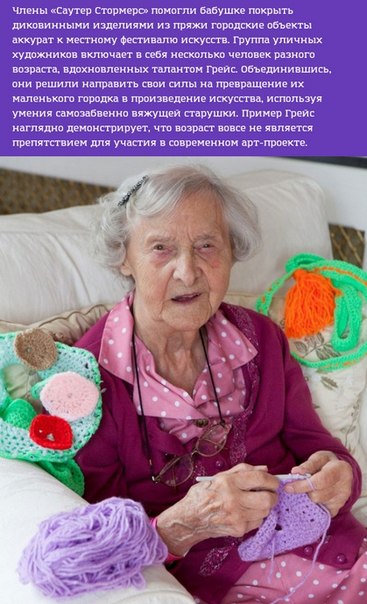 Члены «Саутер Стормерс» помогли бабушке покрыть
диковинными изделиями из пряжи городские объекты
аккурат к местному фестивалю искусств. Группа уличных
художников включает в себя несколько человек разного
возраста, вдохновленных талантом Грейс. Объединившись,
они решили направить свои силы на превращение их
маленького городка в произведение искусства, используя
умения самозабвенно вяжущей старушки. Пример Грейс
наглядно демонстрирует, что возраст вовсе не является
препятствием для участия в современном арт-проекте.